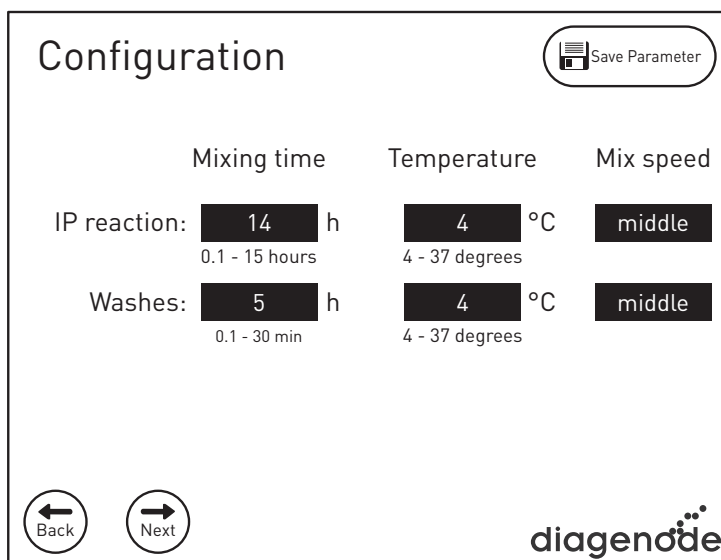 Configuration
Save Parameter
Mixing time Temperature Mix speed
IP reaction: 14 h 4 °C middle
0.1 - 15 hours 4 - 37 degrees
Washes: 5 h 4 °C middle
0.1 - 30 min 4 - 37 degrees
Back Next
diagenode